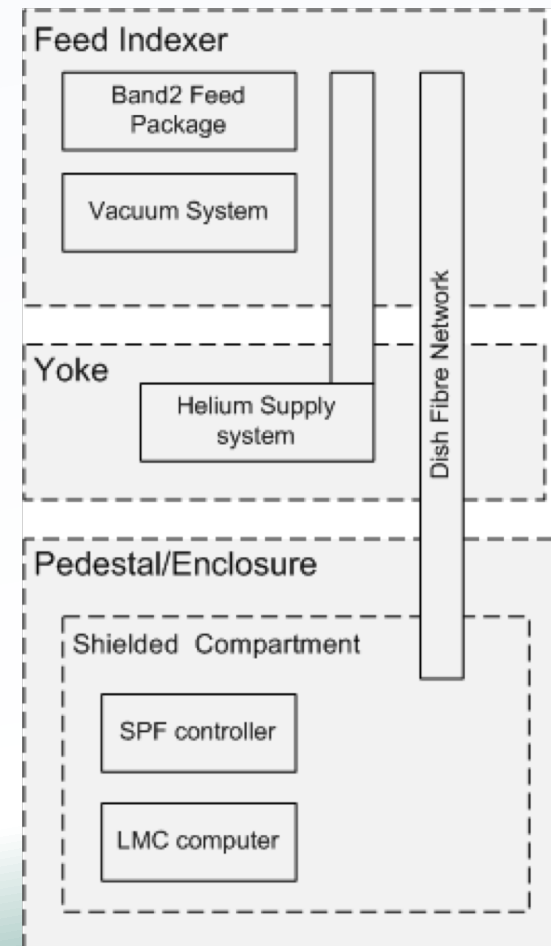 Feed Indexer
Band2 Feed
Package
Vacuum System
Dish Fibre Network
Yoke
Helium Supply
system
Pedestal/Enclosure
Shielded Compartment
SPF controller
LMC computer